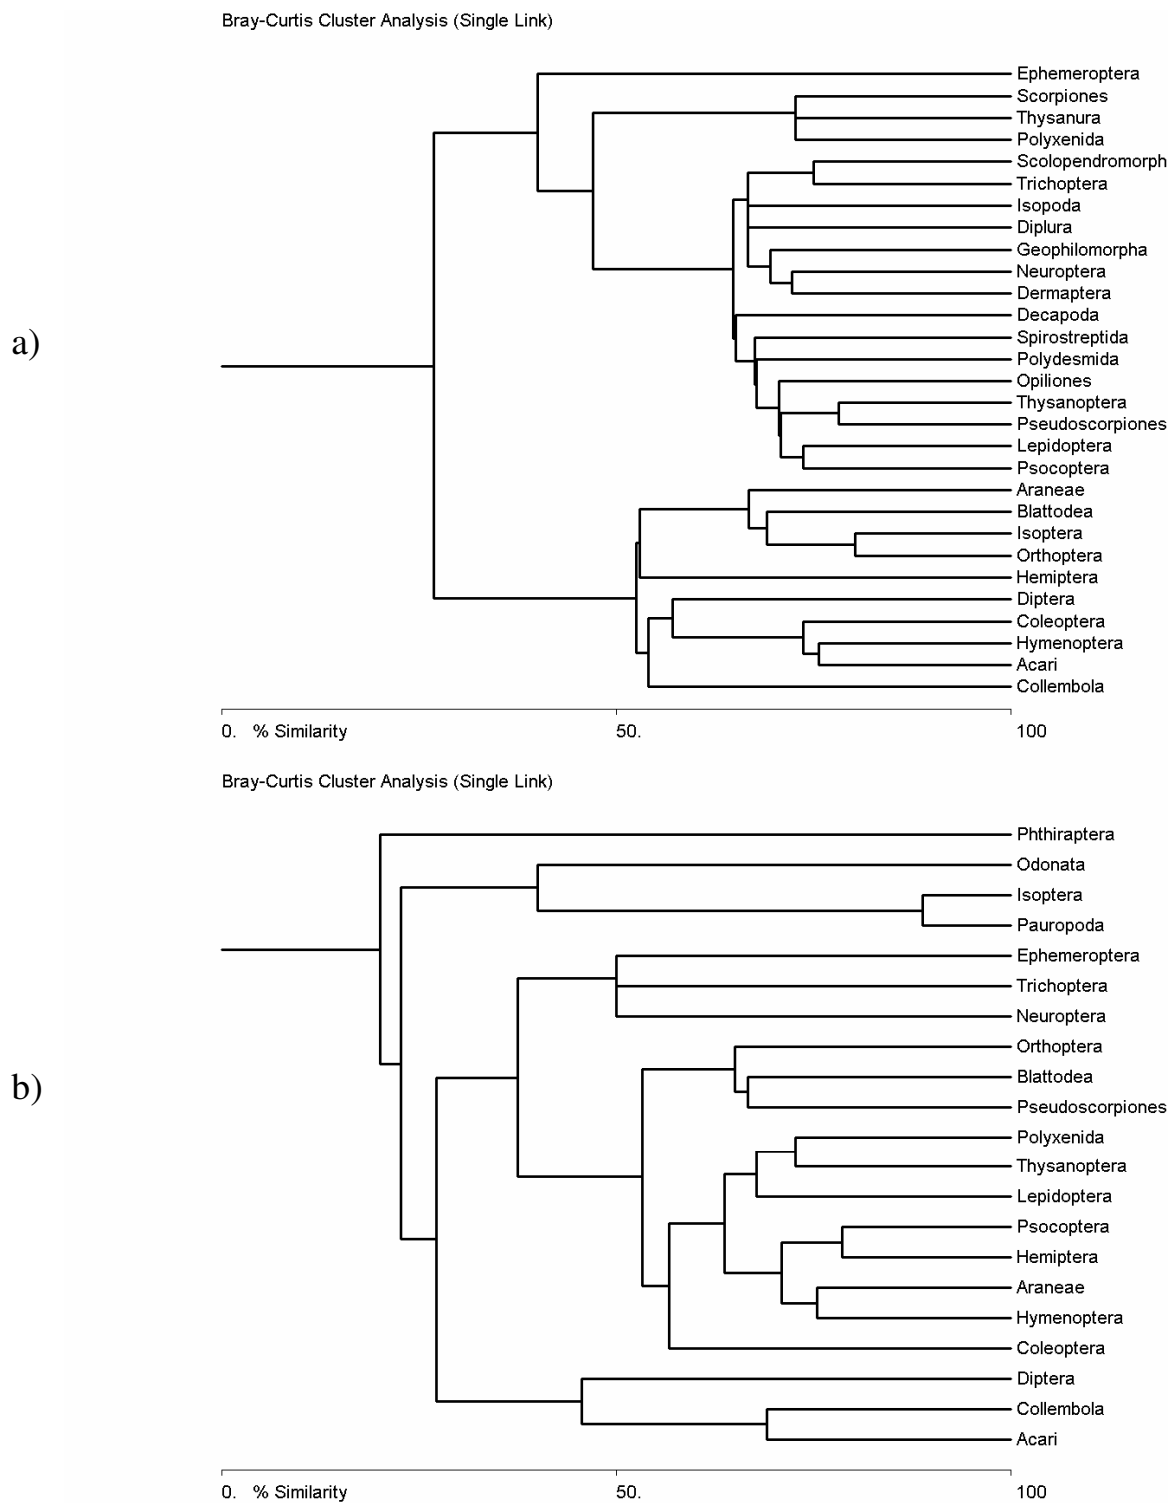 Bray-Curtis Cluster Analysis (Single Link)
Ephemeroptera
Scorpiones
Thysanura
Polyxenida
Scolopendromorph
Trichoptera
Isopoda
Diplura
Geophilomorpha
Neuroptera
Dermaptera
Decapoda
a)
Spirostreptida
Polydesmida
Opiliones
Thysanoptera
Pseudoscorpiones
Lepidoptera
Psocoptera
Araneae
Blattodea
Isoptera
Orthoptera
Hemiptera
Diptera
Coleoptera
Hymenoptera
Acari
Collembola
0. % Similarity 50. 100
Bray-Curtis Cluster Analysis (Single Link)
Phthiraptera
Odonata
Isoptera
Pauropoda
Ephemeroptera
Trichoptera
Neuroptera
Orthoptera
Blattodea
b)
Pseudoscorpiones
Polyxenida
Thysanoptera
Lepidoptera
Psocoptera
Hemiptera
Araneae
Hymenoptera
Coleoptera
Diptera
Collembola
Acari
0. % Similarity 50. 100